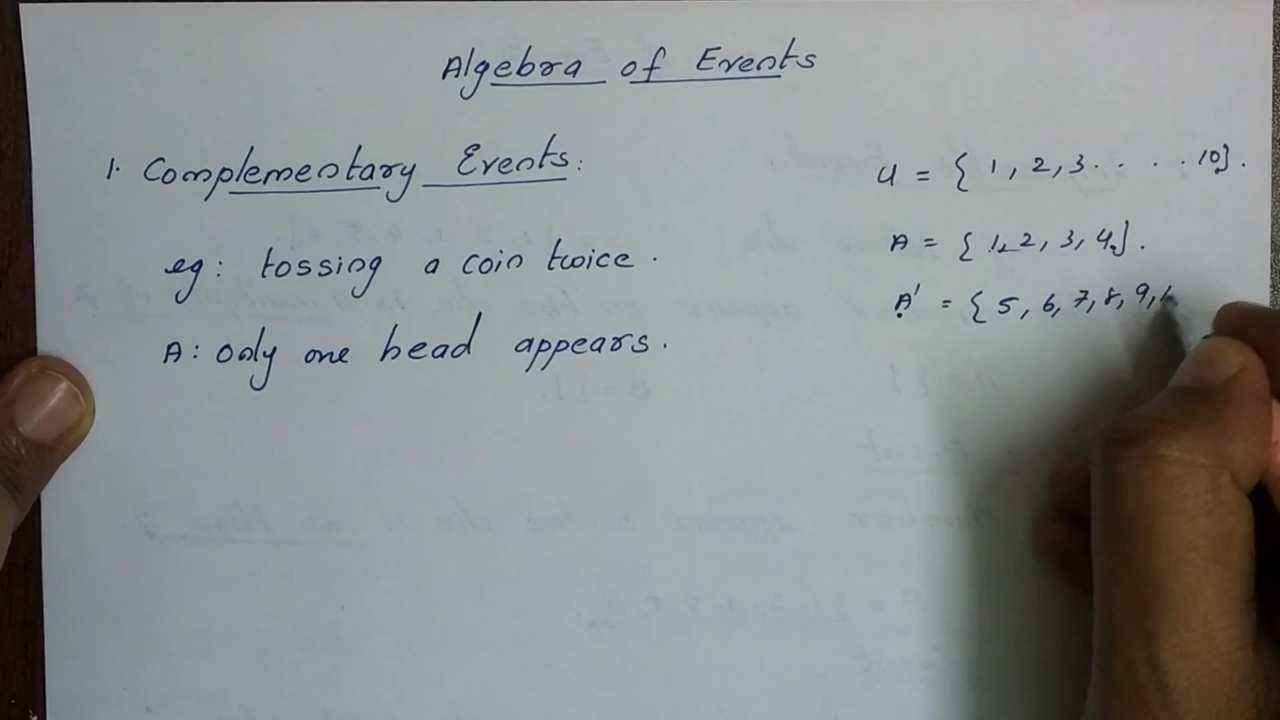 Algebra of Events
1. Complementary Events:
eg: tossing a coin twice.
A: only one head appears.
U = { 1, 2, 3 . . . . 10}.
A = { 1, 2, 3, 4}.
A' = { 5, 6, 7, 8, 9, 1